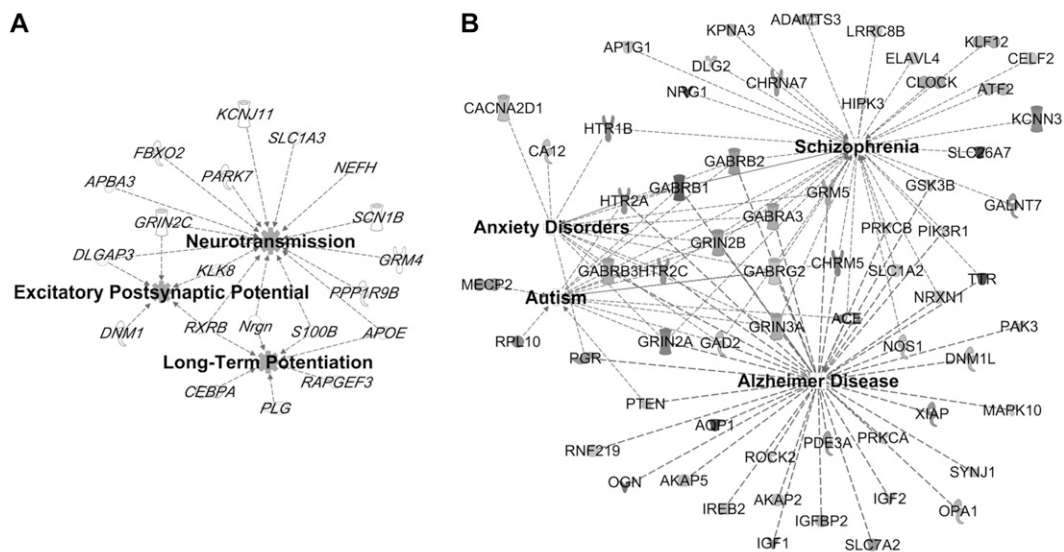 A
B
KCNJ11
SLC1A3
FBXO2
PARK7
NEFH
APBA3
GRIN2C
SCN1B
Neurotransmission
DLGAP3
GRM4
KLK8
Excitatory Postsynaptic Potential
PPP1R9B
DNM1
RXRB
Nrgn
S100B
APOE
Long-Term Potentiation
CEBPA
RAPGEF3
PLG
ADAMTS3
KPNA3
LRRC8B
AP1G1
KLF12
DLG2
ELAVL4
CELF2
CHRNA7
CLOCK
NRG1
ATF2
CACNA2D1
HIPK3
KCNN3
HTR1B
CA12
GABRB2
Schizophrenia
SLC26A7
GABRB1
GRM5
GSK3B
HTR2A
GALNT7
GABRA3
Anxiety Disorders
PRKCB
PIK3R1
GRIN2B
GABRB3
HTR2C
GABRG2
CHRM5
SLC1A2
TTR
MECP2
Autism
NRXN1
ACE
GRIN3A
PAK3
RPL10
GRIN2A
GAD2
NOS1
PGR
DNM1L
Alzheimer Disease
PTEN
XIAP
MAPK10
AQP1
RNF219
PDE3A
PRKCA
ROCK2
SYNJ1
OGN
AKAP5
AKAP2
IGF2
IREB2
OPA1
IGFBP2
IGF1
SLC7A2